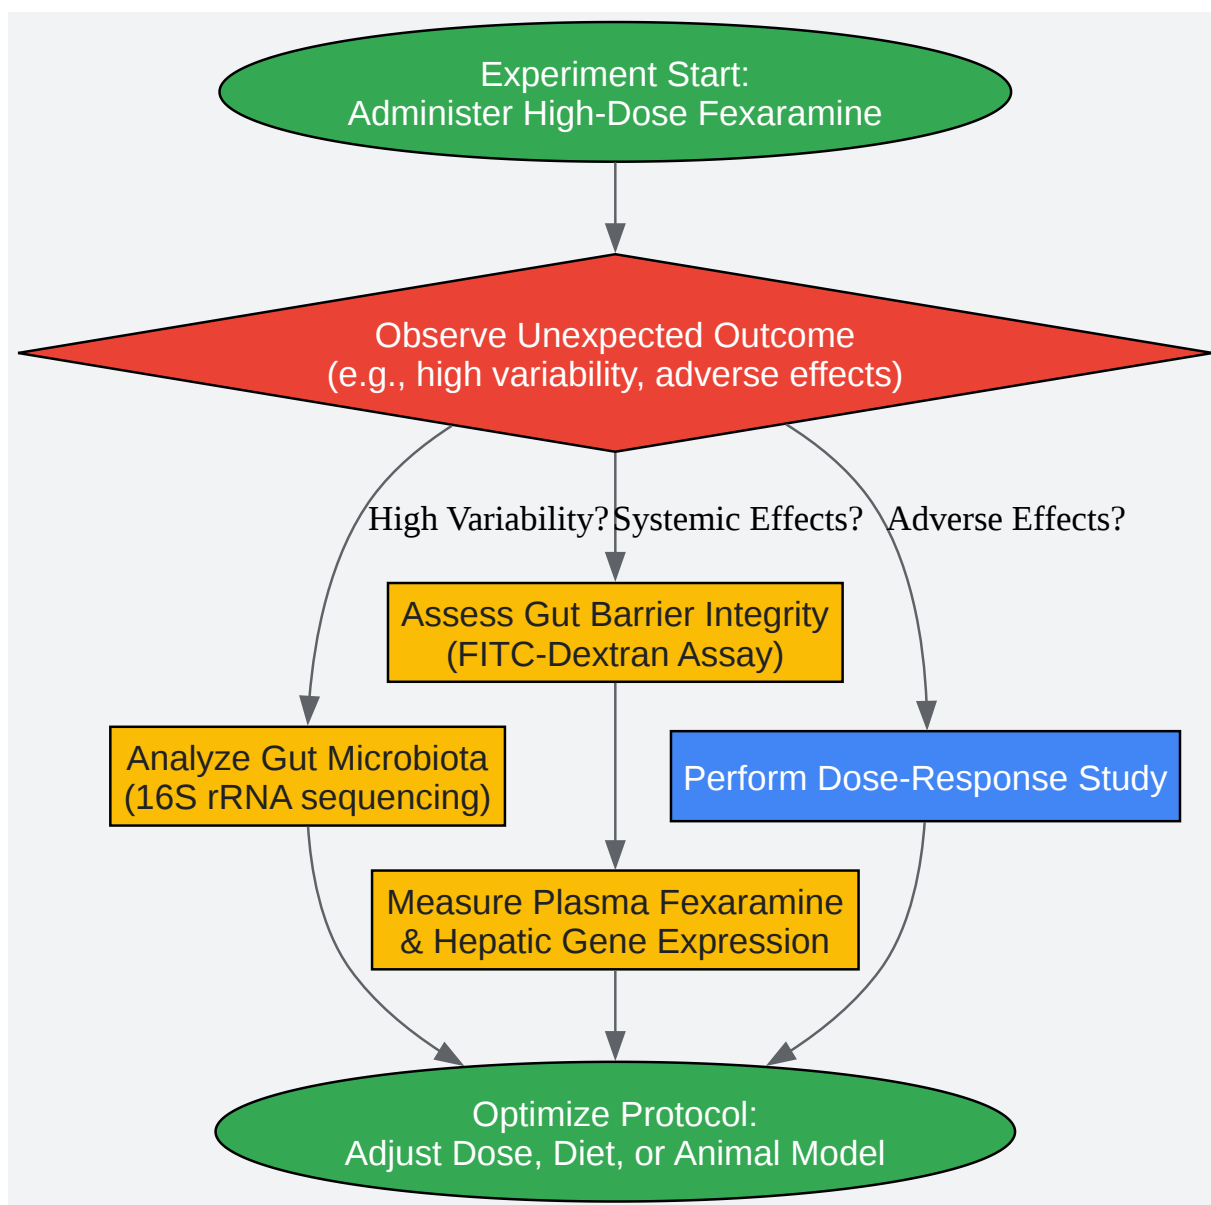 Experiment Start:
Administer High-Dose Fexaramine
Observe Unexpected Outcome
(e.g., high variability, adverse effects)
High Variability?
Systemic Effects?
Adverse Effects?
Assess Gut Barrier Integrity
(FITC-Dextran Assay)
Analyze Gut Microbiota
(16S rRNA sequencing)
Perform Dose-Response Study
Measure Plasma Fexaramine
& Hepatic Gene Expression
Optimize Protocol:
Adjust Dose, Diet, or Animal Model